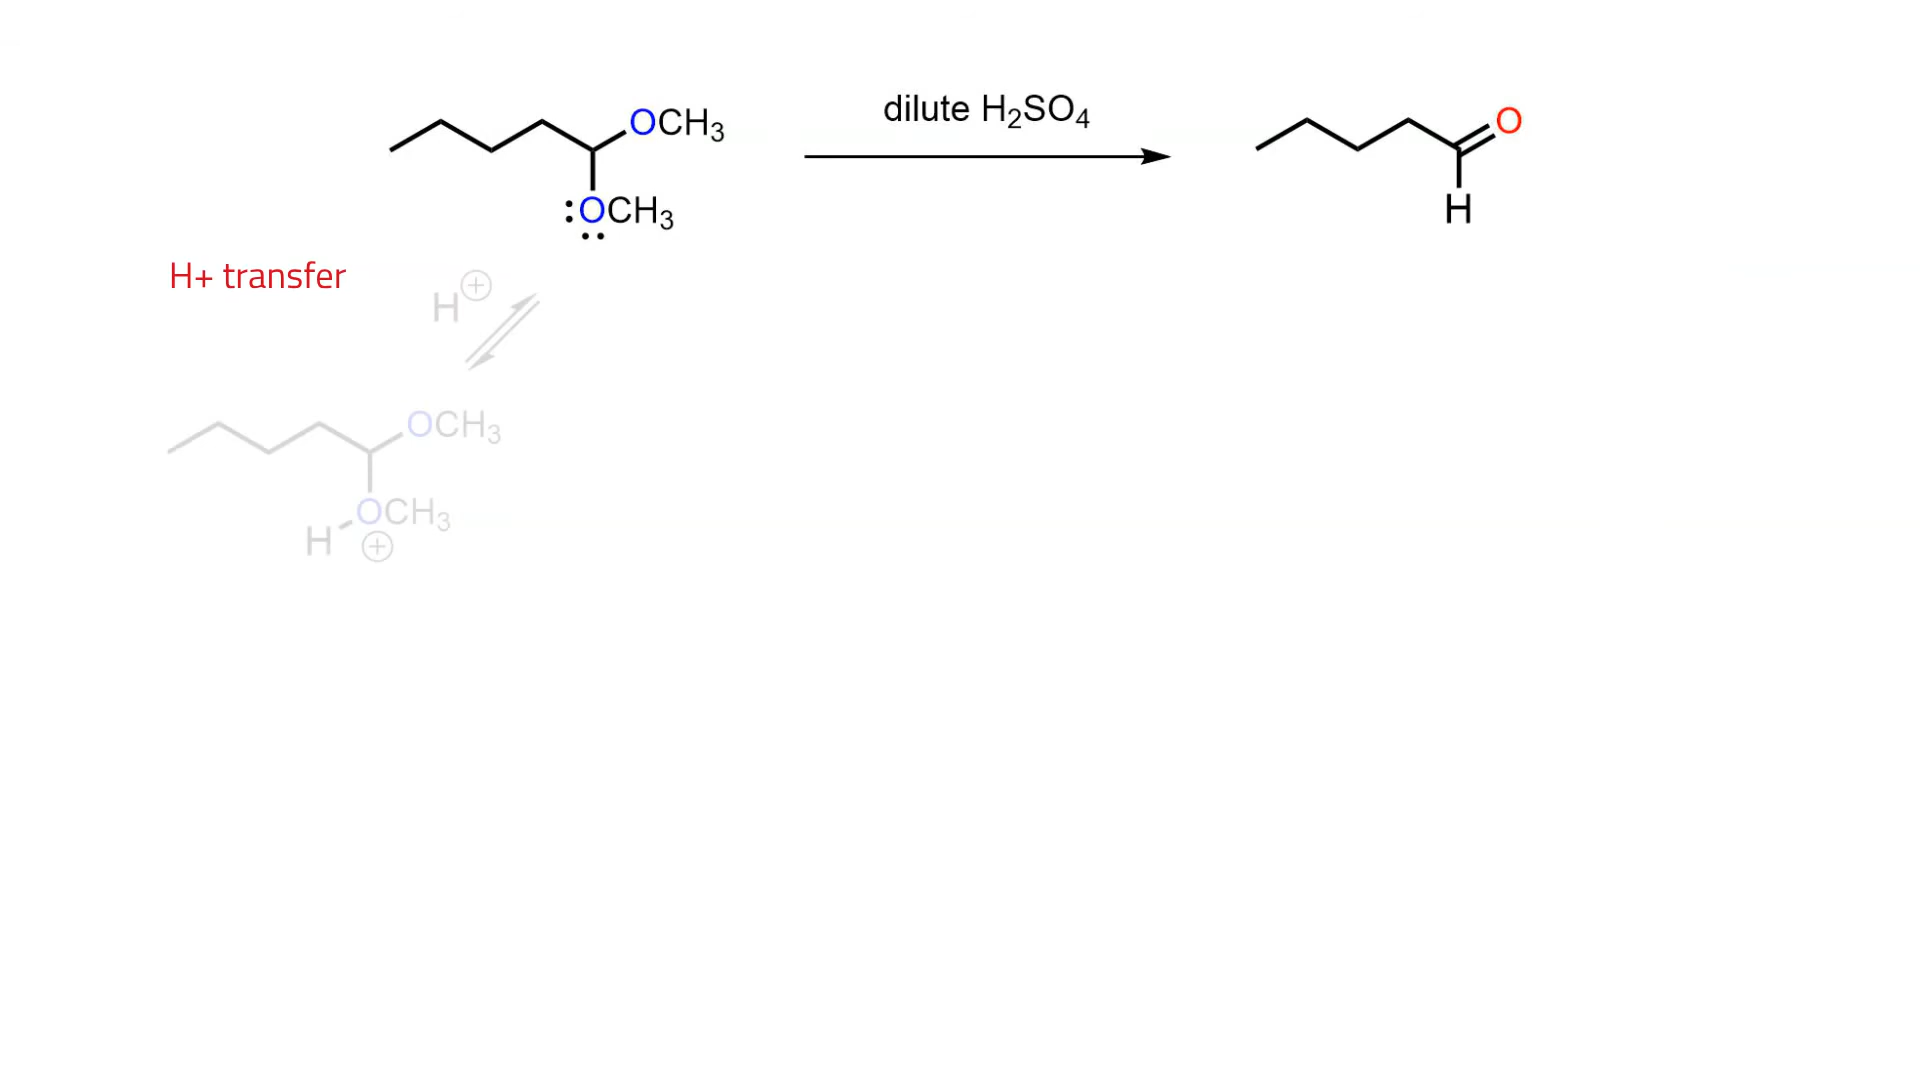 OCH₃
dilute H₂SO₄
O
:OCH₃
H
H+ transfer
H⊕
OCH₃
OCH₃
H ⊕